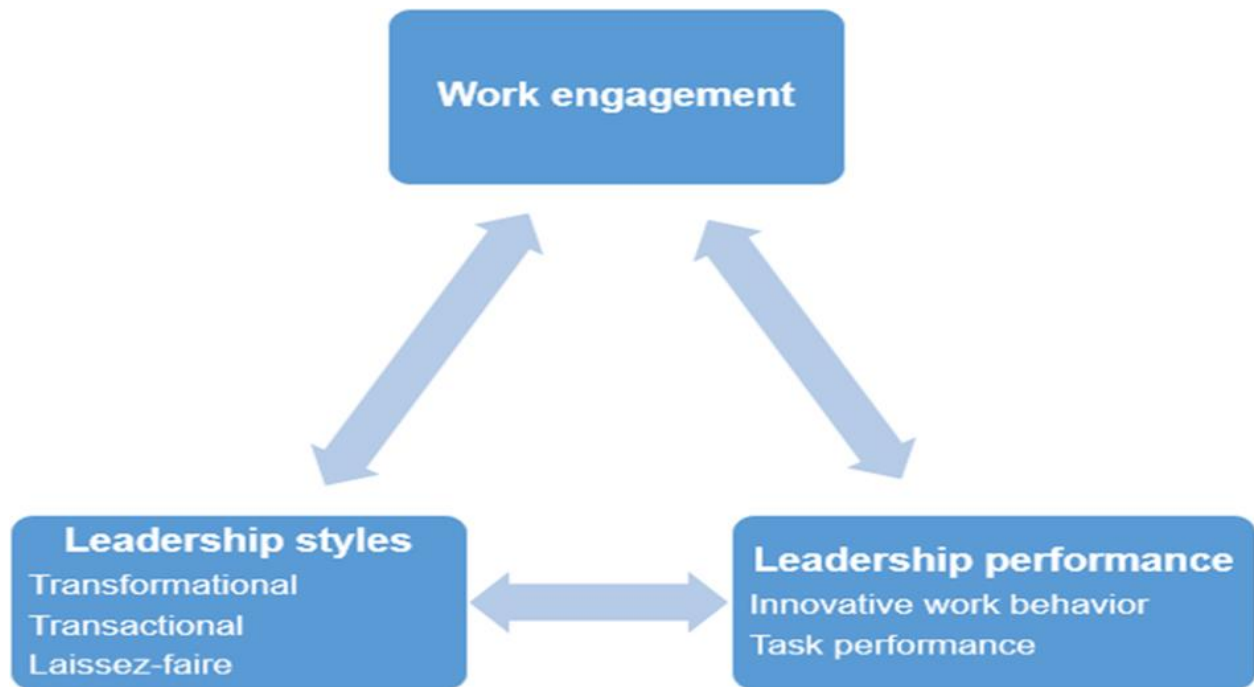 Work engagement
Leadership styles
Transformational
Transactional
Laissez-faire
Leadership performance
Innovative work behavior
Task performance